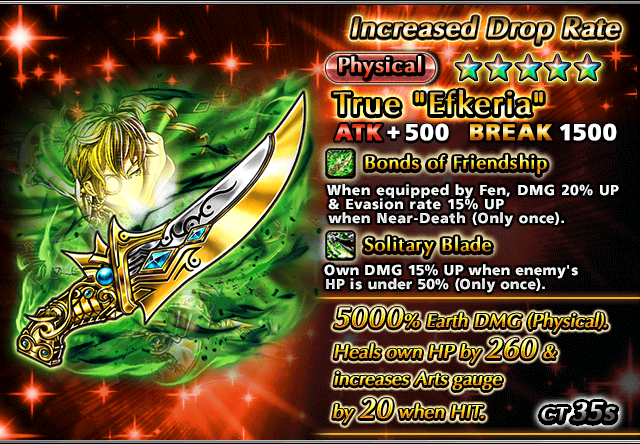 Increased Drop Rate
Physical
True "Efkeria"
ATK +500 BREAK 1500
Bonds of Friendship
When equipped by Fen, DMG 20% UP
& Evasion rate 15% UP
when Near-Death (Only once).
Solitary Blade
Own DMG 15% UP when enemy's
HP is under 50% (Only once).
5000% Earth DMG (Physical).
Heals own HP by 260 &
increases Arts gauge
by 20 when HIT.
CT 35s